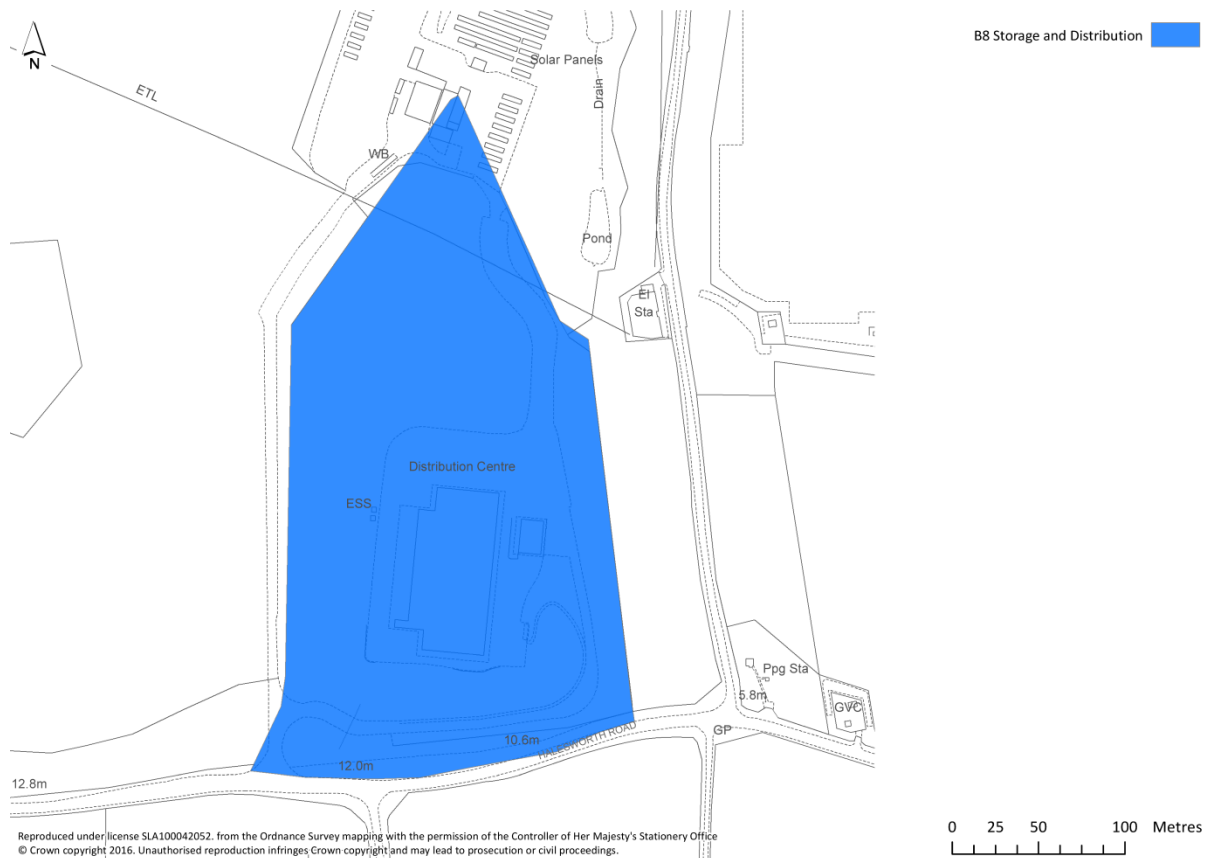 N
B8 Storage and Distribution
Solar Panels
ETL
Drain
WB
Pond
El
Sta
Distribution Centre
ESS
Ppg Sta
5.8m
GVC
GP
HALESWORTH ROAD
10.6m
12.0m
12.8m
Reproduced under license SLA100042052. from the Ordnance Survey mapping with the permission of the Controller of Her Majesty's Stationery Office
© Crown copyright 2016. Unauthorised reproduction infringes Crown copyright and may lead to prosecution or civil proceedings.
0 25 50 100 Metres